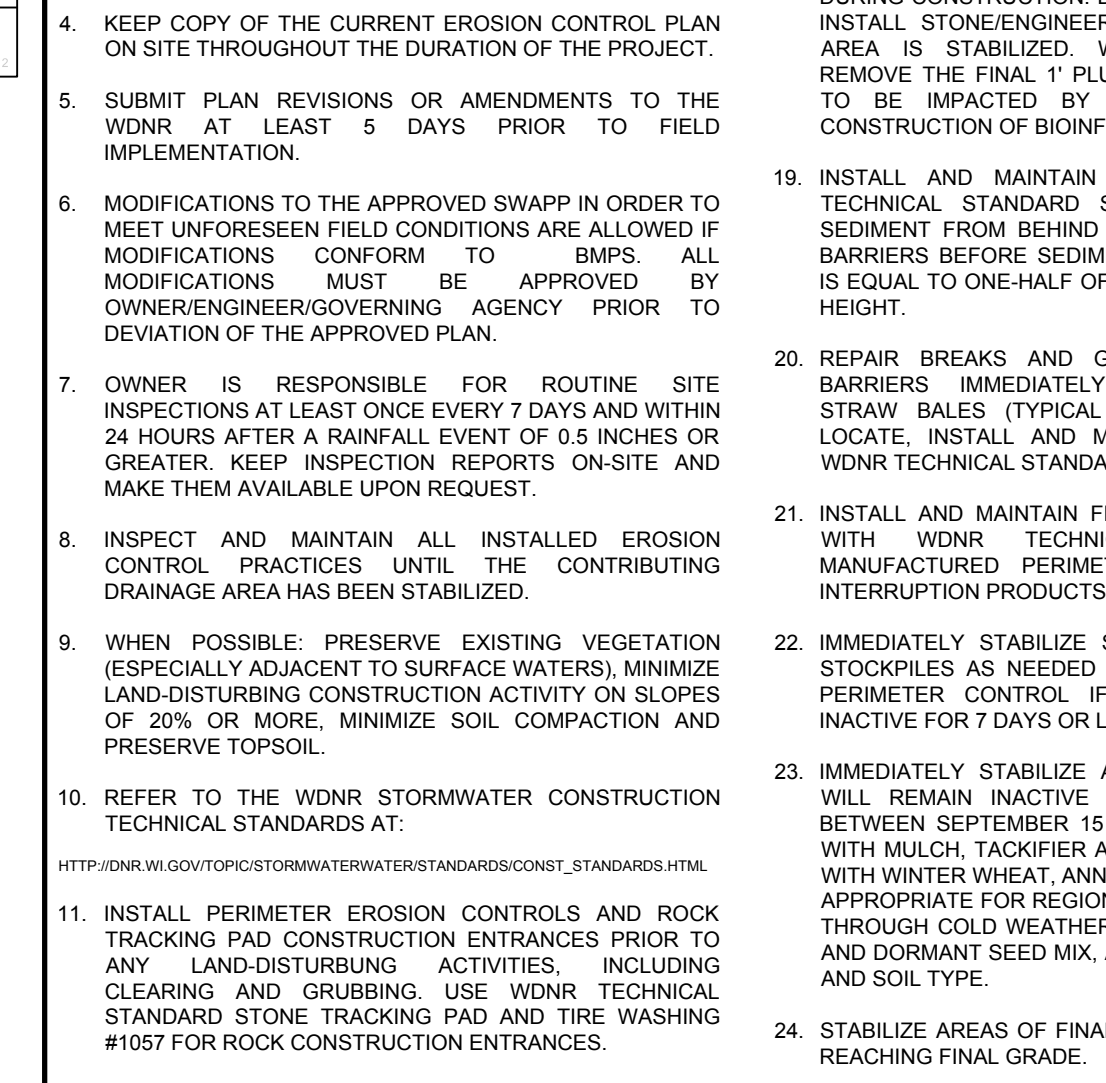 2
4. KEEP COPY OF THE CURRENT EROSION CONTROL PLAN
ON SITE THROUGHOUT THE DURATION OF THE PROJECT.
5. SUBMIT PLAN REVISIONS OR AMENDMENTS TO THE
WDNR AT LEAST 5 DAYS PRIOR TO FIELD
IMPLEMENTATION.
6. MODIFICATIONS TO THE APPROVED SWAPP IN ORDER TO
MEET UNFORESEEN FIELD CONDITIONS ARE ALLOWED IF
MODIFICATIONS CONFORM TO BMPS. ALL
MODIFICATIONS MUST BE APPROVED BY
OWNER/ENGINEER/GOVERNING AGENCY PRIOR TO
DEVIATION OF THE APPROVED PLAN.
7. OWNER IS RESPONSIBLE FOR ROUTINE SITE
INSPECTIONS AT LEAST ONCE EVERY 7 DAYS AND WITHIN
24 HOURS AFTER A RAINFALL EVENT OF 0.5 INCHES OR
GREATER. KEEP INSPECTION REPORTS ON-SITE AND
MAKE THEM AVAILABLE UPON REQUEST.
8. INSPECT AND MAINTAIN ALL INSTALLED EROSION
CONTROL PRACTICES UNTIL THE CONTRIBUTING
DRAINAGE AREA HAS BEEN STABILIZED.
9. WHEN POSSIBLE: PRESERVE EXISTING VEGETATION
(ESPECIALLY ADJACENT TO SURFACE WATERS), MINIMIZE
LAND-DISTURBING CONSTRUCTION ACTIVITY ON SLOPES
OF 20% OR MORE, MINIMIZE SOIL COMPACTION AND
PRESERVE TOPSOIL.
10. REFER TO THE WDNR STORMWATER CONSTRUCTION
TECHNICAL STANDARDS AT:
HTTP://DNR.WI.GOV/TOPIC/STORMWATERWATER/STANDARDS/CONST_STANDARDS.HTML
11. INSTALL PERIMETER EROSION CONTROLS AND ROCK
TRACKING PAD CONSTRUCTION ENTRANCES PRIOR TO
ANY LAND-DISTURBUNG ACTIVITIES, INCLUDING
CLEARING AND GRUBBING. USE WDNR TECHNICAL
STANDARD STONE TRACKING PAD AND TIRE WASHING
#1057 FOR ROCK CONSTRUCTION ENTRANCES.
DURING CONSTRUCTION.
INSTALL STONE/ENGINEER
AREA IS STABILIZED.
REMOVE THE FINAL 1' PLU
TO BE IMPACTED BY
CONSTRUCTION OF BIOINF
19. INSTALL AND MAINTAIN
TECHNICAL STANDARD
SEDIMENT FROM BEHIND
BARRIERS BEFORE SEDIM
IS EQUAL TO ONE-HALF OF
HEIGHT.
20. REPAIR BREAKS AND G
BARRIERS IMMEDIATELY
STRAW BALES (TYPICAL
LOCATE, INSTALL AND M
WDNR TECHNICAL STANDA
21. INSTALL AND MAINTAIN FI
WITH WDNR TECHNI
MANUFACTURED PERIMET
INTERRUPTION PRODUCTS
22. IMMEDIATELY STABILIZE S
STOCKPILES AS NEEDED
PERIMETER CONTROL IF
INACTIVE FOR 7 DAYS OR L
23. IMMEDIATELY STABILIZE A
WILL REMAIN INACTIVE
BETWEEN SEPTEMBER 15
WITH MULCH, TACKIFIER A
WITH WINTER WHEAT, ANN
APPROPRIATE FOR REGION
THROUGH COLD WEATHER
AND DORMANT SEED MIX,
AND SOIL TYPE.
24. STABILIZE AREAS OF FINAL
REACHING FINAL GRADE.